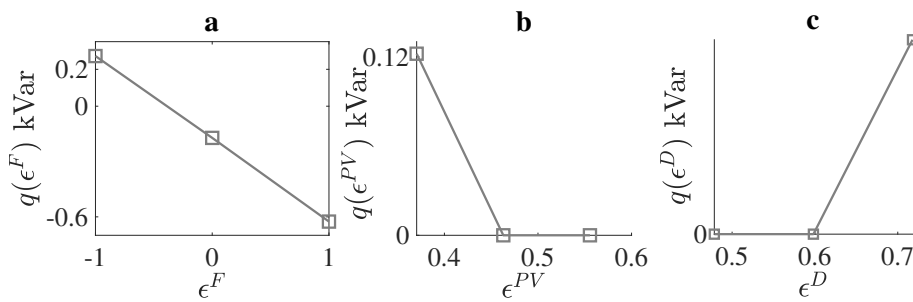 a
q(ϵ^F) kVar
0.2
0
-0.6
-1
0
1
ϵ^F
b
q(ϵ^{PV}) kVar
0.12
0
0.4
0.5
0.6
ϵ^{PV}
c
q(ϵ^D) kVar
0
0.5
0.6
0.7
ϵ^D